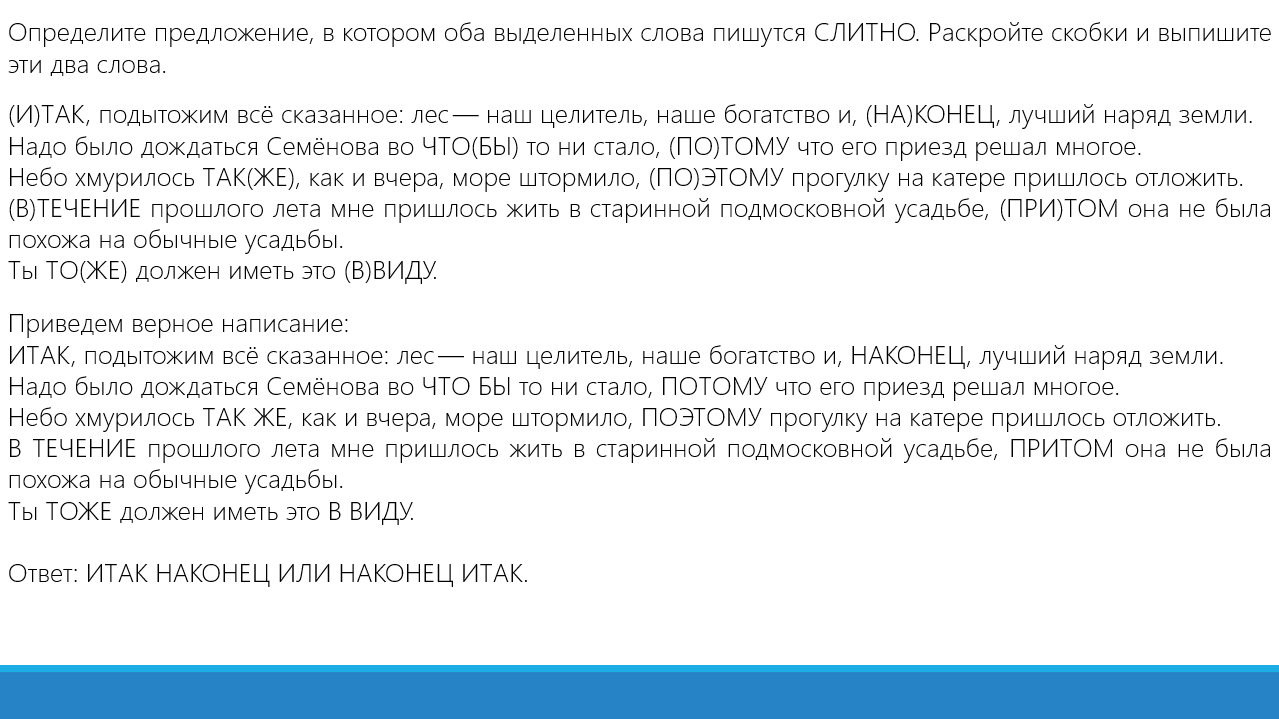 Определите предложение, в котором оба выделенных слова пишутся СЛИТНО. Раскройте скобки и выпишите
эти два слова.
(И)ТАК, подытожим всё сказанное: лес — наш целитель, наше богатство и, (НА)КОНЕЦ, лучший наряд земли.
Надо было дождаться Семёнова во ЧТО(БЫ) то ни стало, (ПО)ТОМУ что его приезд решал многое.
Небо хмурилось ТАК(ЖЕ), как и вчера, море штормило, (ПО)ЭТОМУ прогулку на катере пришлось отложить.
(В)ТЕЧЕНИЕ прошлого лета мне пришлось жить в старинной подмосковной усадьбе, (ПРИ)ТОМ она не была
похожа на обычные усадьбы.
Ты ТО(ЖЕ) должен иметь это (В)ВИДУ.
Приведем верное написание:
ИТАК, подытожим всё сказанное: лес — наш целитель, наше богатство и, НАКОНЕЦ, лучший наряд земли.
Надо было дождаться Семёнова во ЧТО БЫ то ни стало, ПОТОМУ что его приезд решал многое.
Небо хмурилось ТАК ЖЕ, как и вчера, море штормило, ПОЭТОМУ прогулку на катере пришлось отложить.
В ТЕЧЕНИЕ прошлого лета мне пришлось жить в старинной подмосковной усадьбе, ПРИТОМ она не была
похожа на обычные усадьбы.
Ты ТОЖЕ должен иметь это В ВИДУ.
Ответ: ИТАК НАКОНЕЦ ИЛИ НАКОНЕЦ ИТАК.